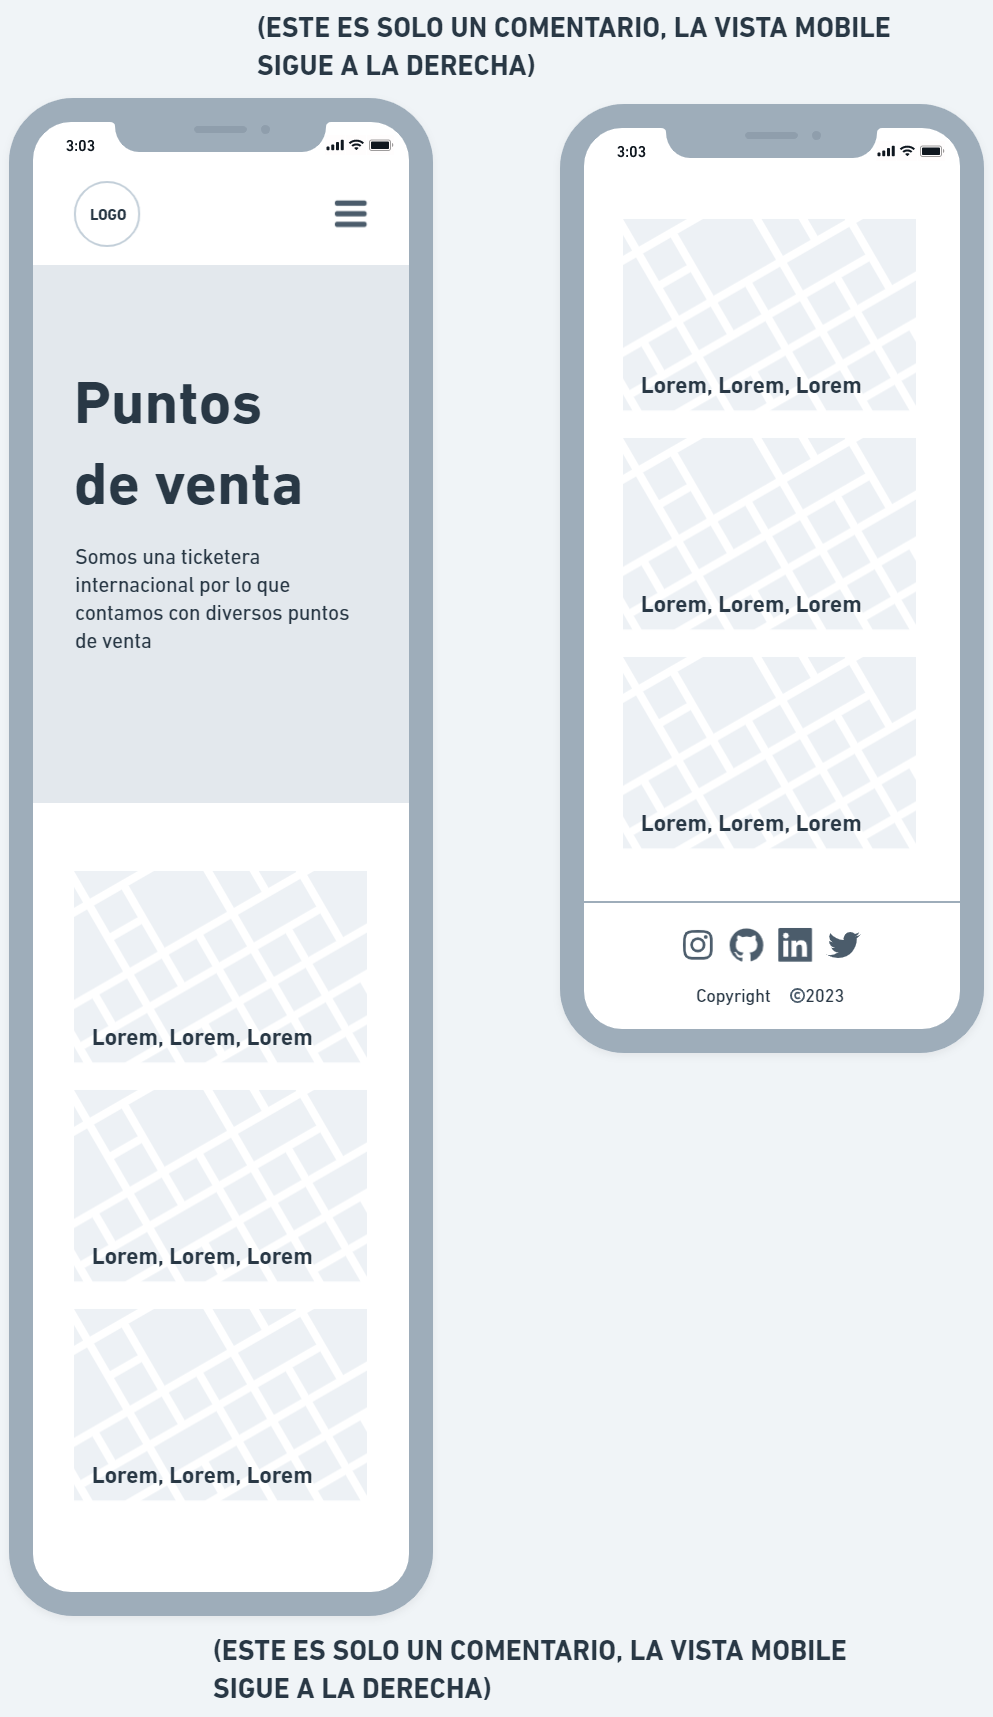 (ESTE ES SOLO UN COMENTARIO, LA VISTA MOBILE
SIGUE A LA DERECHA)
3:03
LOGO
Puntos
de venta
Somos una ticketera
internacional por lo que
contamos con diversos puntos
de venta
Lorem, Lorem, Lorem
Lorem, Lorem, Lorem
Lorem, Lorem, Lorem
3:03
Lorem, Lorem, Lorem
Lorem, Lorem, Lorem
Lorem, Lorem, Lorem
in
Copyright ©2023
(ESTE ES SOLO UN COMENTARIO, LA VISTA MOBILE
SIGUE A LA DERECHA)